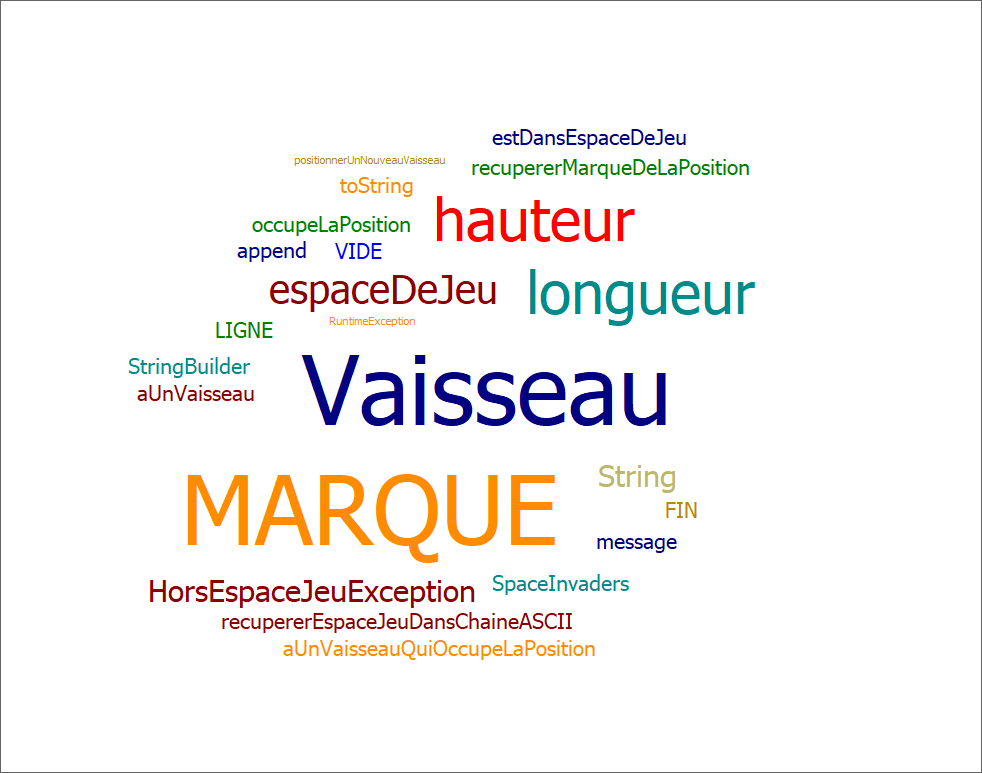 estDansEspaceDeJeu
positionnerUnNouveauVaisseau
recupererMarqueDeLaPosition
toString
hauteur
occupeLaPosition
append VIDE
espaceDeJeu longueur
RuntimeException
LIGNE
StringBuilder
aUnVaisseau
Vaisseau
MARQUE
String
FIN
message
HorsEspaceJeuException
SpaceInvaders
recupererEspaceJeuDansChaineASCII
aUnVaisseauQuiOccupeLaPosition